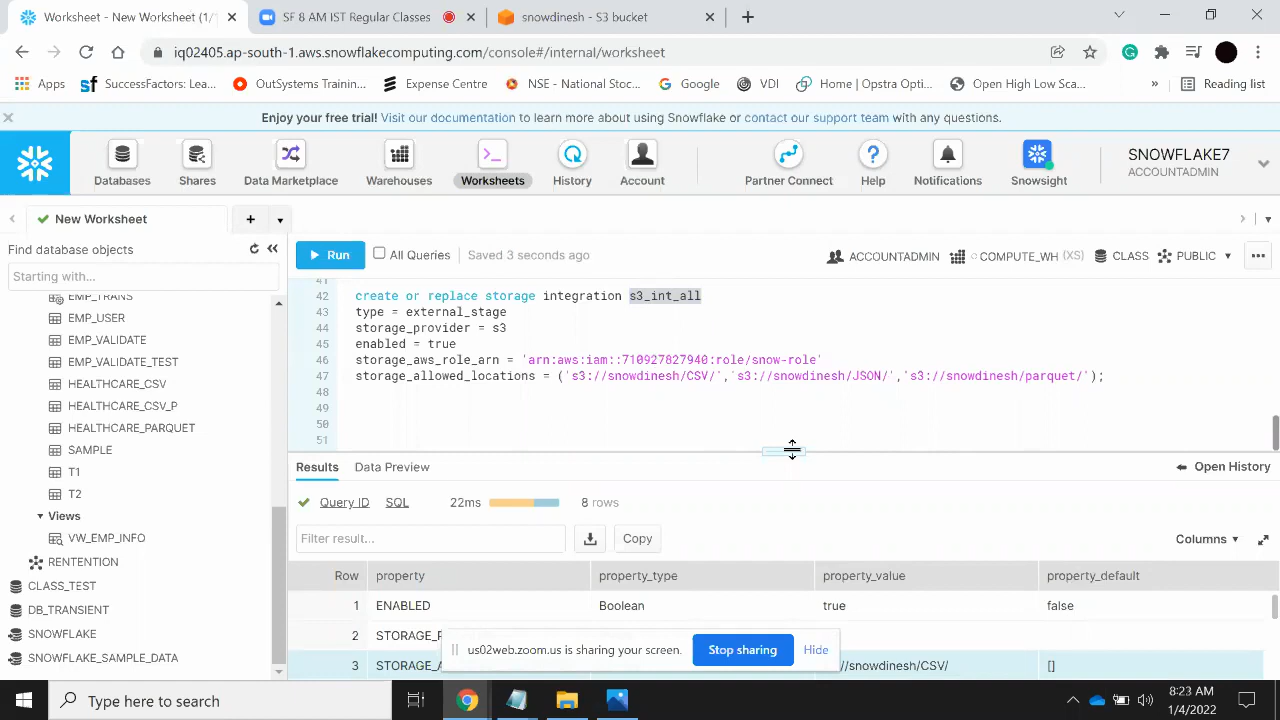 Worksheet - New Worksheet (1/
SF 8 AM IST Regular Classes
snowdinesh - S3 bucket
iq02405.ap-south-1.aws.snowflakecomputing.com/console#/internal/worksheet
Apps
SuccessFactors: Lea...
OutSystems Training...
Expense Centre
NSE - National Stoc...
Google
VDI
Home | Opstra Opti...
Open High Low Sca...
»
Reading list
Enjoy your free trial! Visit our documentation to learn more about using Snowflake or contact our support team with any questions.
Databases
Shares
Data Marketplace
Warehouses
Worksheets
History
Account
Partner Connect
Help
Notifications
Snowsight
SNOWFLAKE7
ACCOUNTADMIN
New Worksheet
Find database objects
Starting with...
EMP_TRANS
EMP_USER
EMP_VALIDATE
EMP_VALIDATE_TEST
HEALTHCARE_CSV
HEALTHCARE_CSV_P
HEALTHCARE_PARQUET
SAMPLE
T1
T2
Views
VW_EMP_INFO
RENTENTION
CLASS_TEST
DB_TRANSIENT
SNOWFLAKE
SNOWFLAKE_SAMPLE_DATA
Run
All Queries
Saved 3 seconds ago
ACCOUNTADMIN
COMPUTE_WH (XS)
CLASS
PUBLIC
41
42 create or replace storage integration s3_int_all
43 type = external_stage
44 storage_provider = s3
45 enabled = true
46 storage_aws_role_arn = 'arn:aws:iam::710927827940:role/snow-role'
47 storage_allowed_locations = ('s3://snowdinesh/CSV/','s3://snowdinesh/JSON/','s3://snowdinesh/parquet/');
48
49
50
51
Results
Data Preview
Open History
Query ID
SQL
22ms
8 rows
Filter result...
Copy
Columns
Row property property_type property_value property_default
1 ENABLED Boolean true false
2
3 //snowdinesh/CSV/ []
us02web.zoom.us is sharing your screen.
Stop sharing
Hide
Type here to search
8:23 AM
1/4/2022